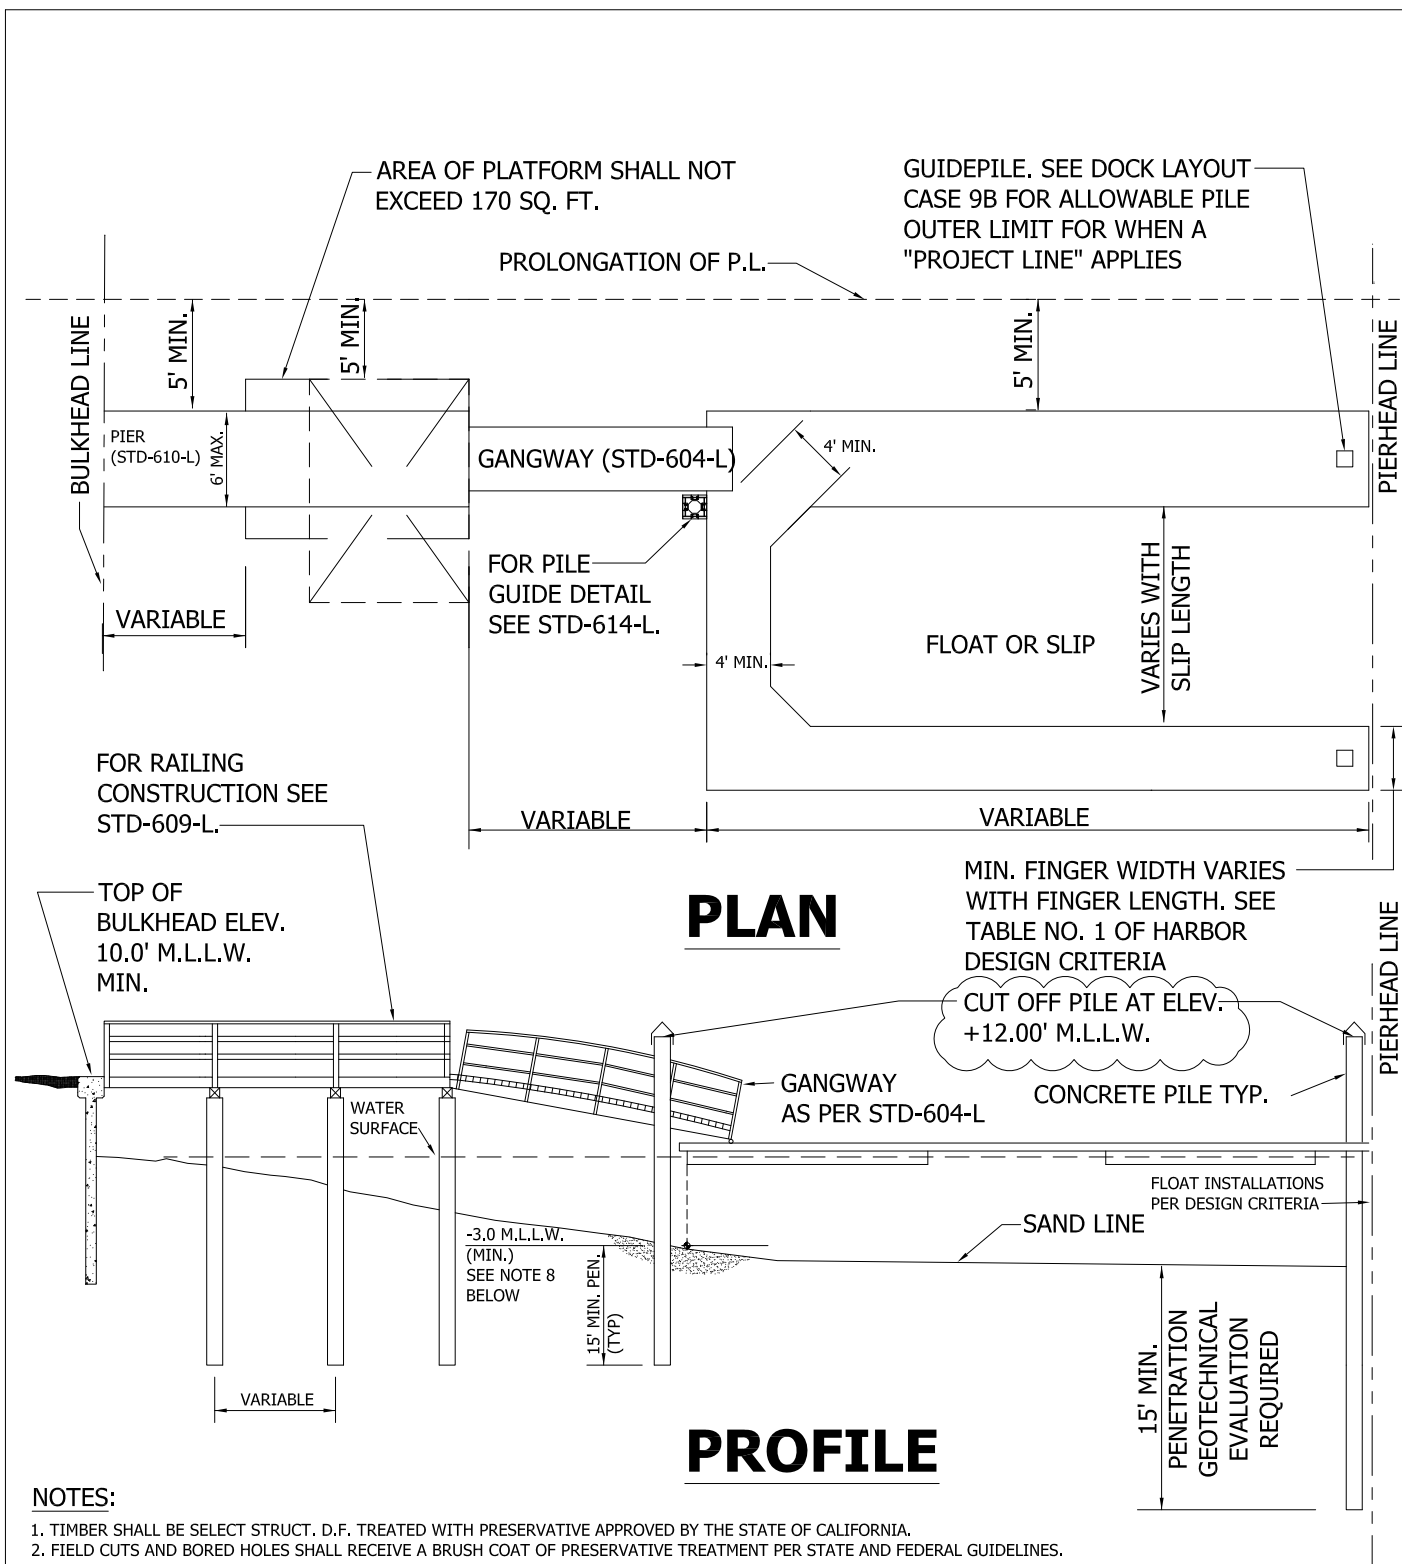 AREA OF PLATFORM SHALL NOT
EXCEED 170 SQ. FT.
GUIDEPILE. SEE DOCK LAYOUT
CASE 9B FOR ALLOWABLE PILE
OUTER LIMIT FOR WHEN A
"PROJECT LINE" APPLIES
PROLONGATION OF P.L.
BULKHEAD LINE
5' MIN.
5' MIN.
5' MIN.
PIERHEAD LINE
PIER
(STD-610-L)
6' MAX.
GANGWAY (STD-604-L)
4' MIN.
FOR PILE
GUIDE DETAIL
SEE STD-614-L.
VARIABLE
4' MIN.
FLOAT OR SLIP
VARIES WITH
SLIP LENGTH
FOR RAILING
CONSTRUCTION SEE
STD-609-L.
VARIABLE
VARIABLE
MIN. FINGER WIDTH VARIES
WITH FINGER LENGTH. SEE
TABLE NO. 1 OF HARBOR
DESIGN CRITERIA
PLAN
TOP OF
BULKHEAD ELEV.
10.0' M.L.L.W.
MIN.
CUT OFF PILE AT ELEV.
+12.00' M.L.L.W.
PIERHEAD LINE
GANGWAY
AS PER STD-604-L
CONCRETE PILE TYP.
WATER
SURFACE
FLOAT INSTALLATIONS
PER DESIGN CRITERIA
SAND LINE
-3.0 M.L.L.W.
(MIN.)
SEE NOTE 8
BELOW
15' MIN. PEN.
(TYP)
15' MIN.
PENETRATION
GEOTECHNICAL
EVALUATION
REQUIRED
VARIABLE
PROFILE
NOTES:
1. TIMBER SHALL BE SELECT STRUCT. D.F. TREATED WITH PRESERVATIVE APPROVED BY THE STATE OF CALIFORNIA.
2. FIELD CUTS AND BORED HOLES SHALL RECEIVE A BRUSH COAT OF PRESERVATIVE TREATMENT PER STATE AND FEDERAL GUIDELINES.